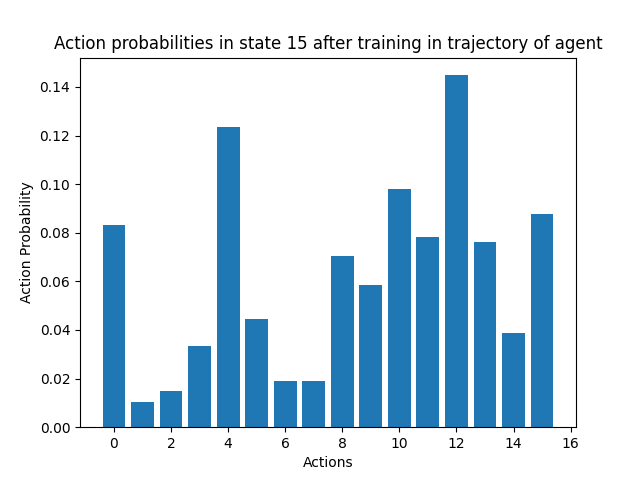 Action probabilities in state 15 after training in trajectory of agent
0.14
0.12
0.10
0.08
0.06
0.04
0.02
0.00
Action Probability
0 2 4 6 8 10 12 14 16
Actions